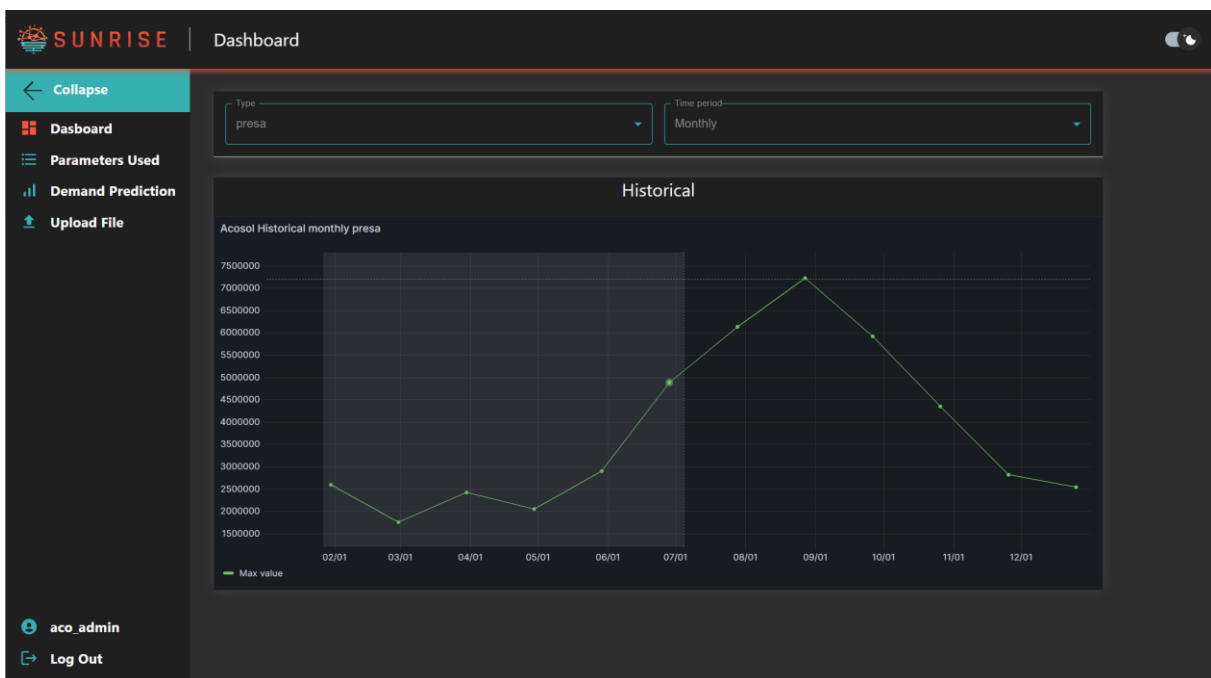 SUNRISE
Dashboard
Collapse
Dasboard
Parameters Used
Demand Prediction
Upload File
aco_admin
Log Out
Type
presa
Time period
Monthly
Historical
Acosol Historical monthly presa
7500000
7000000
6500000
6000000
5500000
5000000
4500000
4000000
3500000
3000000
2500000
2000000
1500000
02/01 03/01 04/01 05/01 06/01 07/01 08/01 09/01 10/01 11/01 12/01
Max value